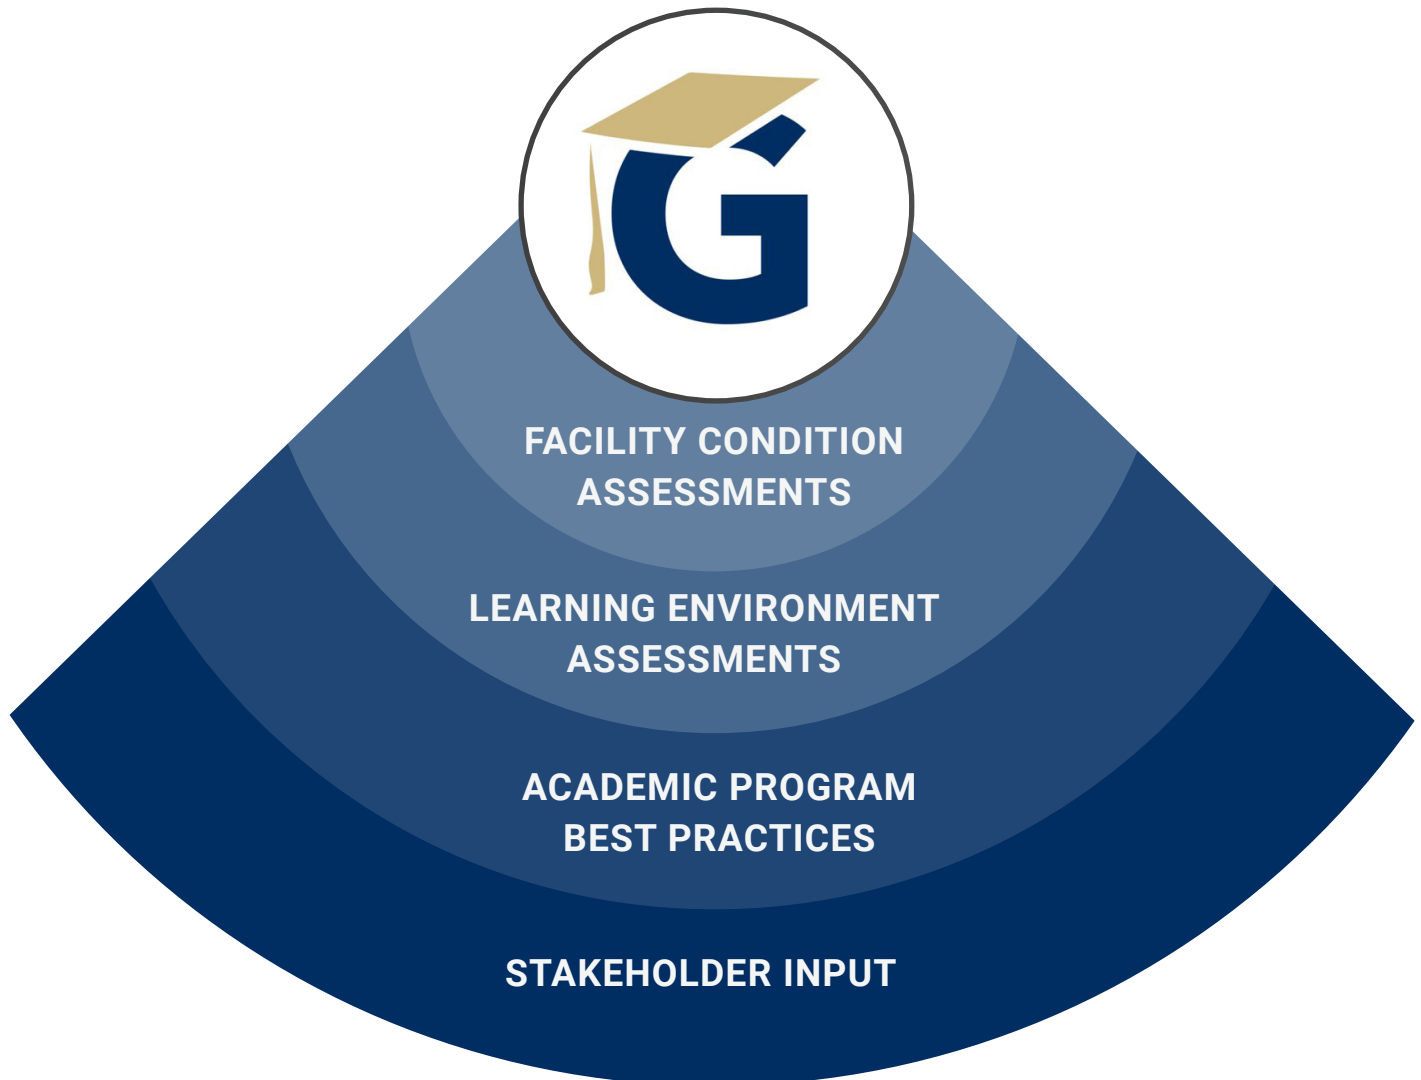 G
FACILITY CONDITION
ASSESSMENTS
LEARNING ENVIRONMENT
ASSESSMENTS
ACADEMIC PROGRAM
BEST PRACTICES
STAKEHOLDER INPUT